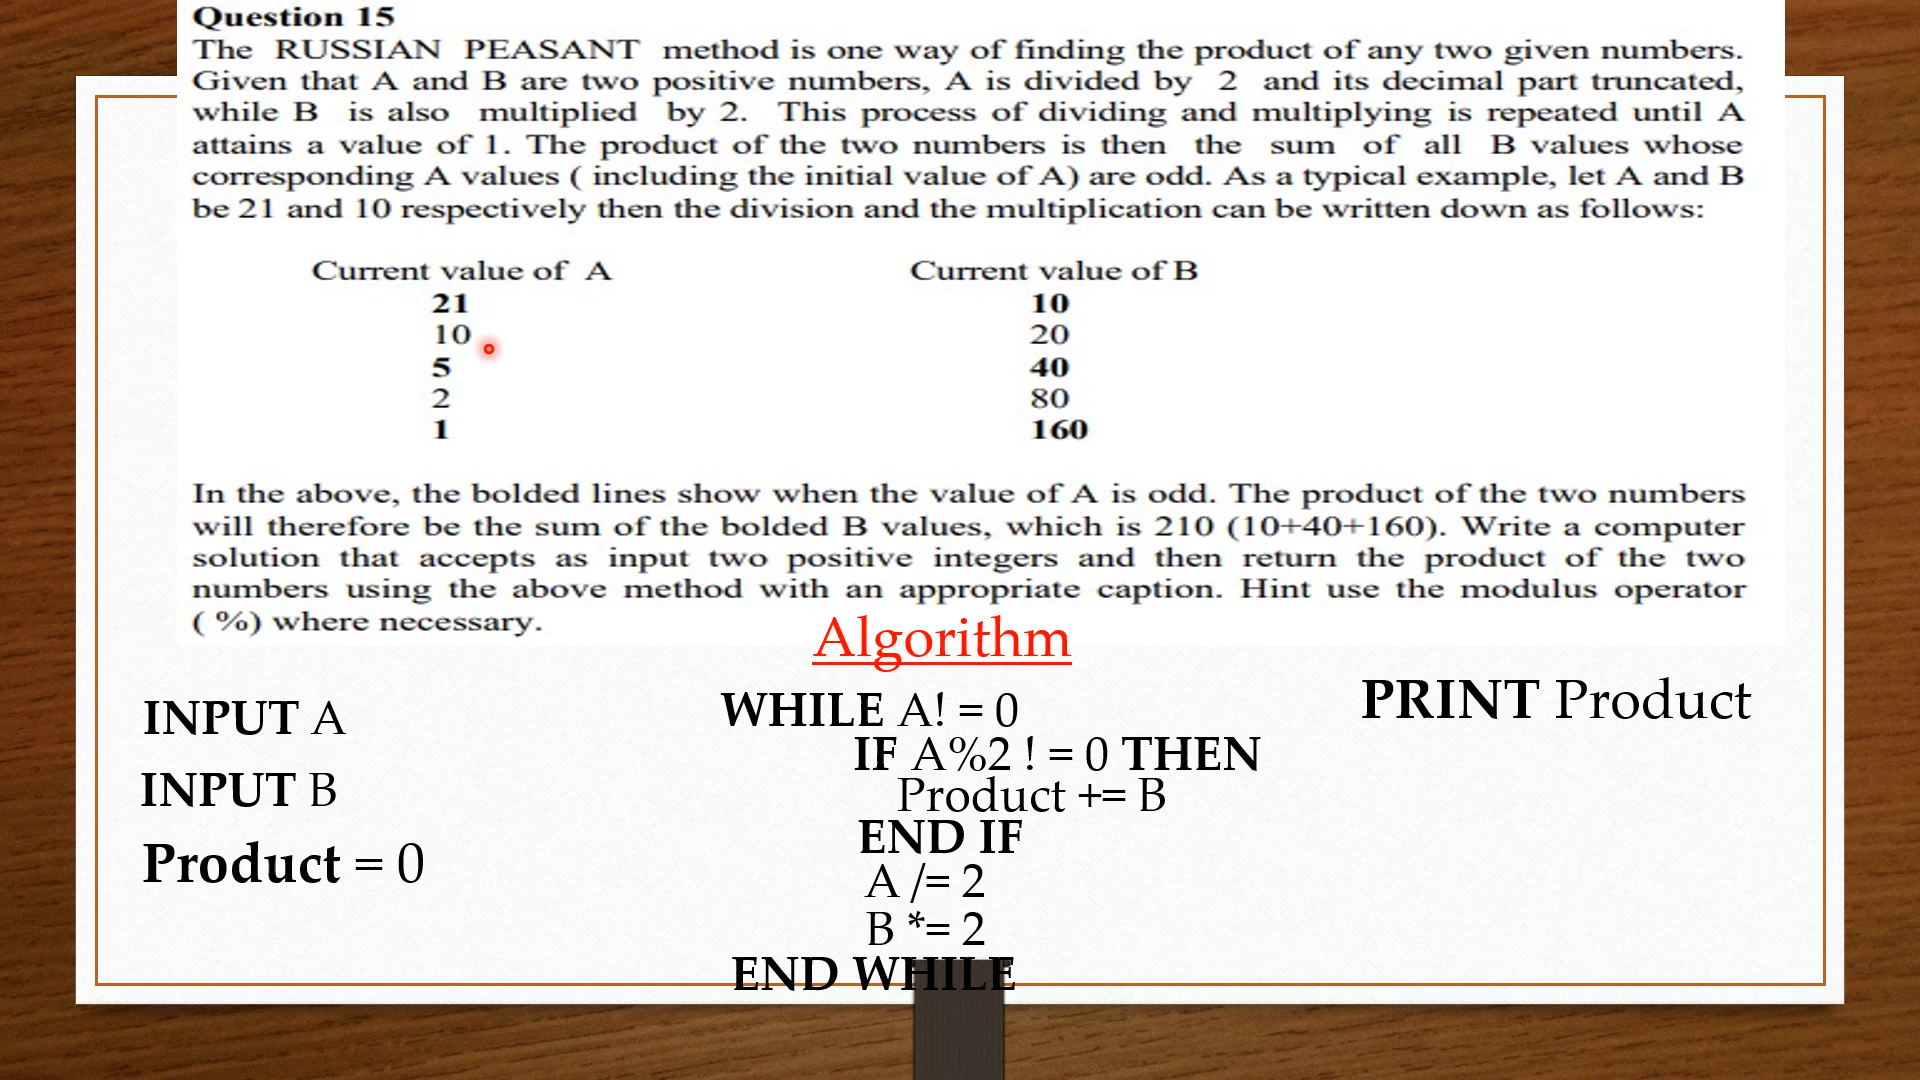 Question 15
The RUSSIAN PEASANT method is one way of finding the product of any two given numbers.
Given that A and B are two positive numbers, A is divided by 2 and its decimal part truncated,
while B is also multiplied by 2. This process of dividing and multiplying is repeated until A
attains a value of 1. The product of the two numbers is then the sum of all B values whose
corresponding A values ( including the initial value of A) are odd. As a typical example, let A and B
be 21 and 10 respectively then the division and the multiplication can be written down as follows:
Current value of A Current value of B
21 10
10 20
5 40
2 80
1 160
In the above, the bolded lines show when the value of A is odd. The product of the two numbers
will therefore be the sum of the bolded B values, which is 210 (10+40+160). Write a computer
solution that accepts as input two positive integers and then return the product of the two
numbers using the above method with an appropriate caption. Hint use the modulus operator
( %) where necessary.
Algorithm
INPUT A
INPUT B
Product = 0
WHILE A! = 0
IF A%2 ! = 0 THEN
Product += B
END IF
A /= 2
B *= 2
END WHILE
PRINT Product